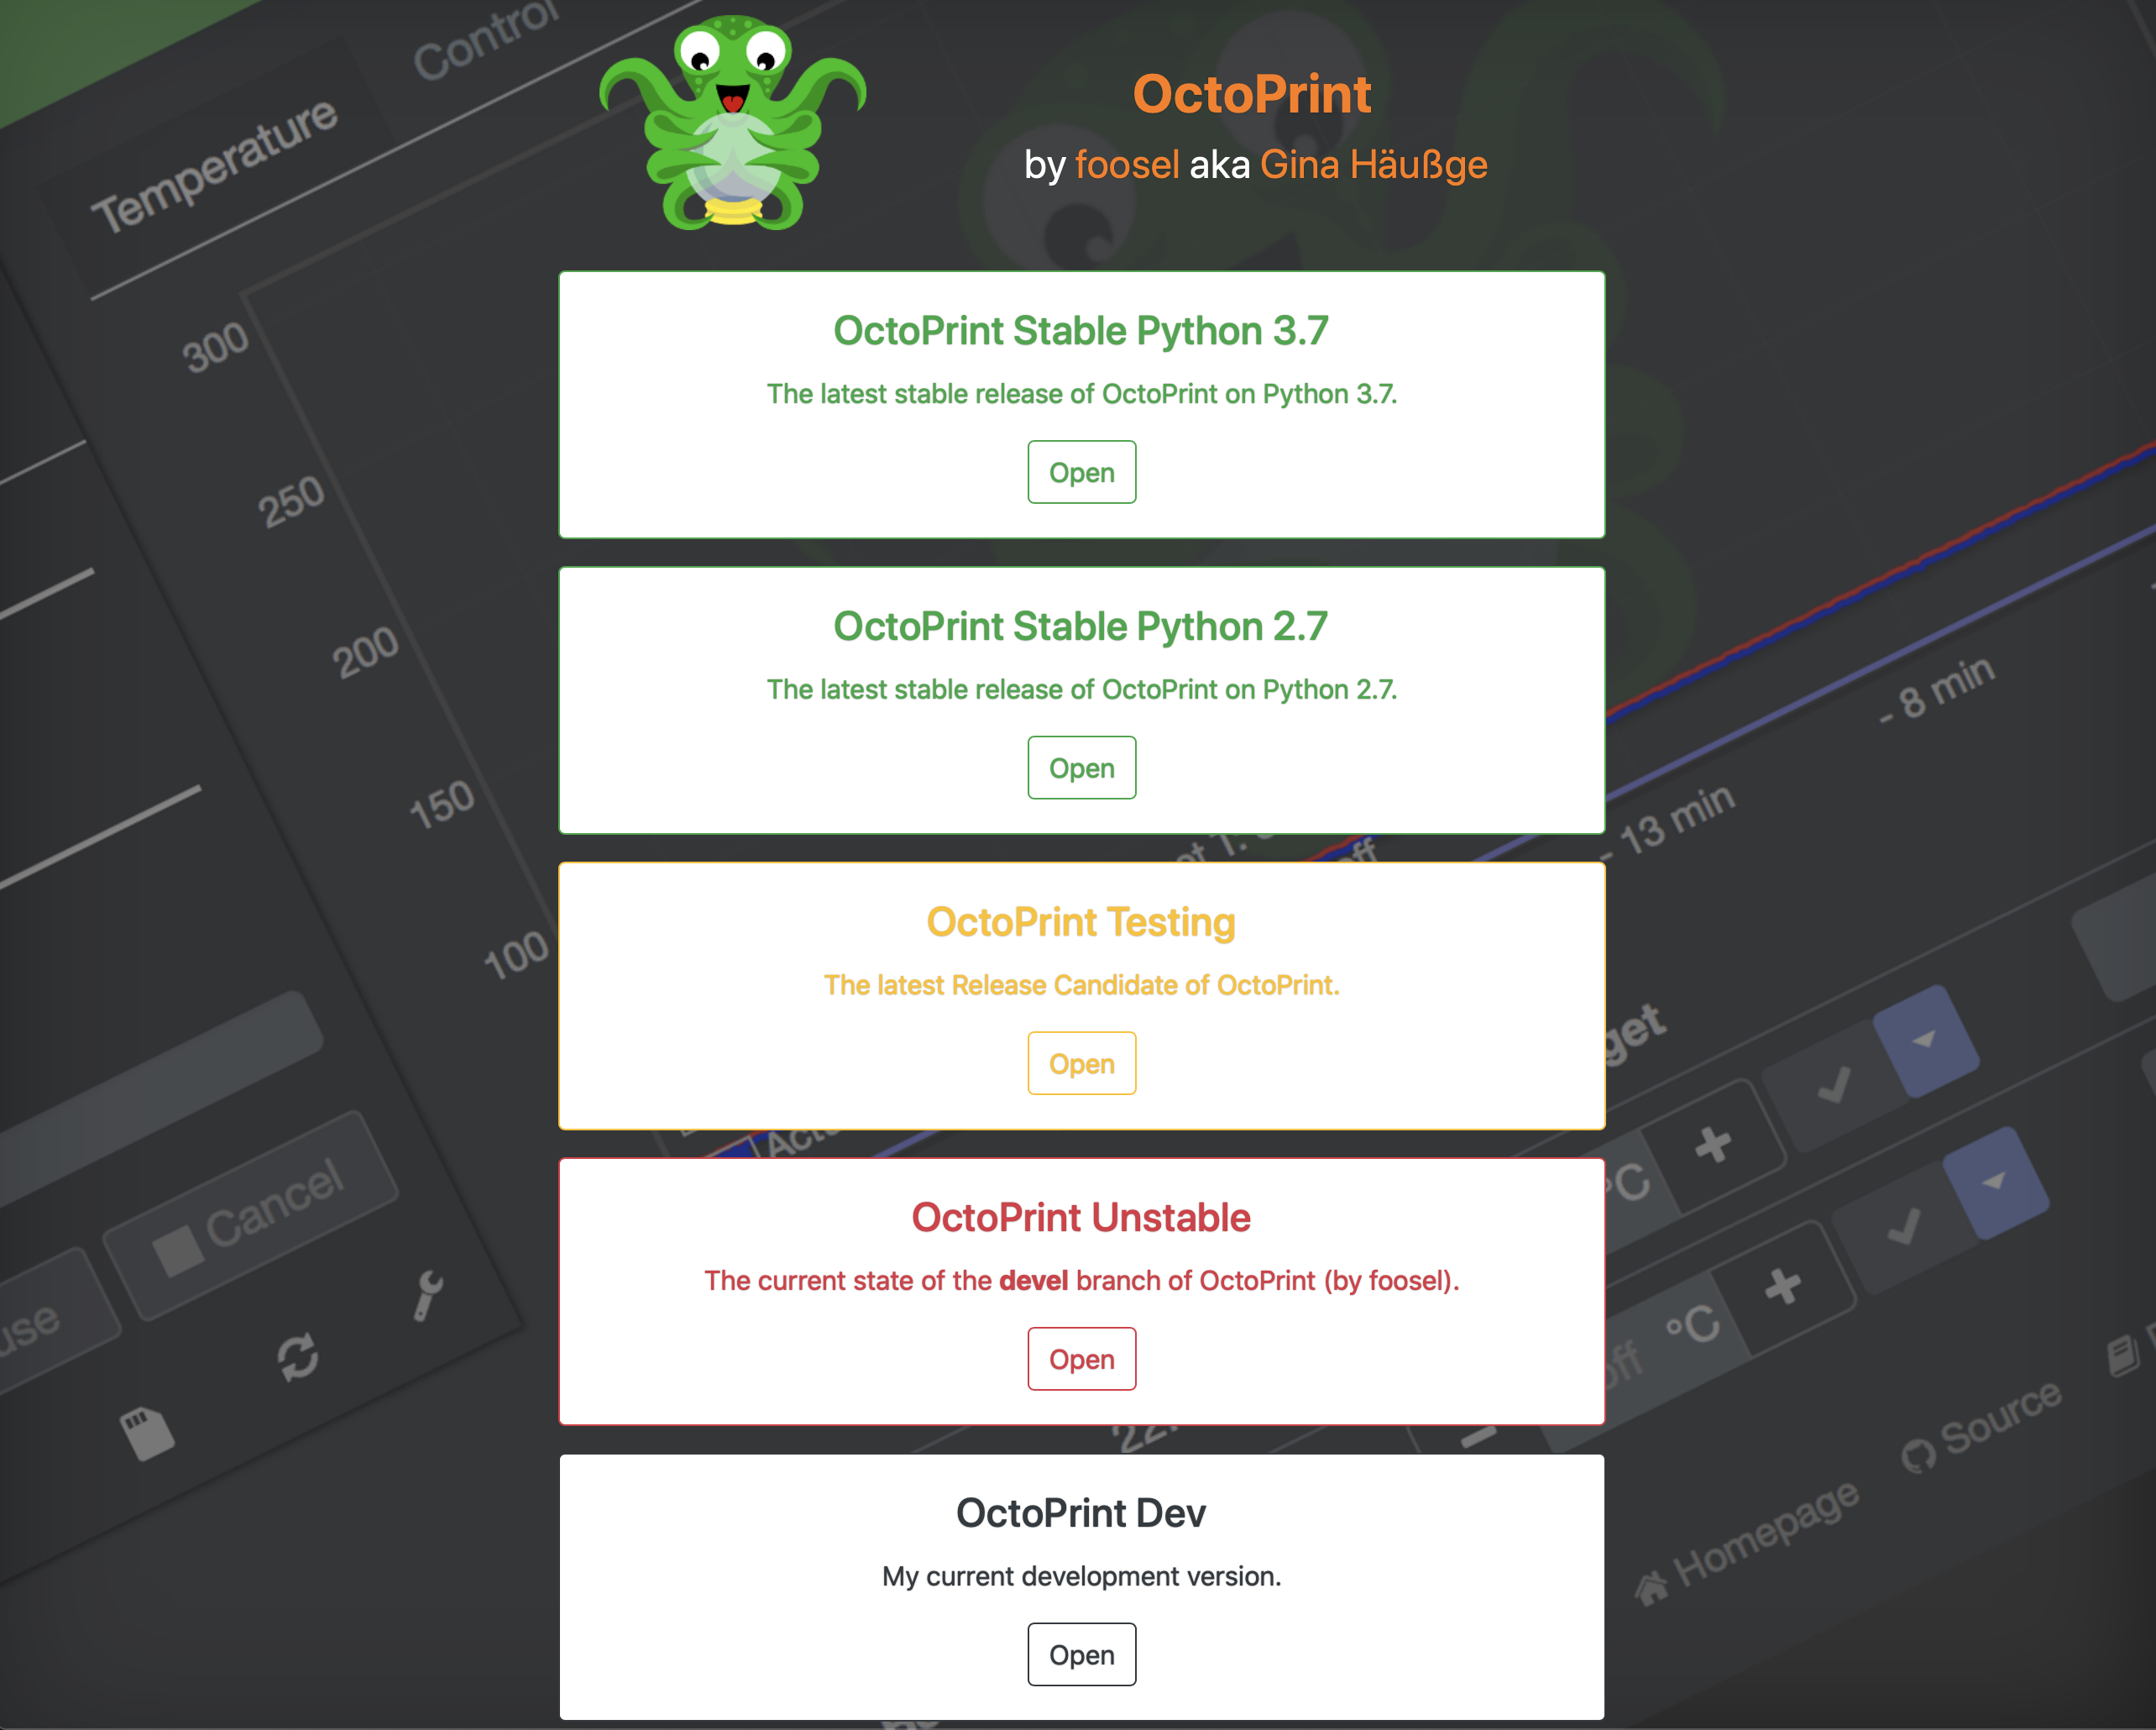 Control
Temperature
OctoPrint
by foosel aka Gina Häußge
300
250
200
150
100
OctoPrint Stable Python 3.7
The latest stable release of OctoPrint on Python 3.7.
Open
OctoPrint Stable Python 2.7
The latest stable release of OctoPrint on Python 2.7.
Open
- 8 min
- 13 min
OctoPrint Testing
The latest Release Candidate of OctoPrint.
Open
°C
OctoPrint Unstable
The current state of the devel branch of OctoPrint (by foosel).
Open
Cancel
off °C
Source
Homepage
OctoPrint Dev
My current development version.
Open